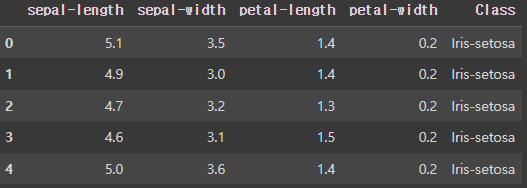 sepal-length sepal-width petal-length petal-width Class
0 5.1 3.5 1.4 0.2 Iris-setosa
1 4.9 3.0 1.4 0.2 Iris-setosa
2 4.7 3.2 1.3 0.2 Iris-setosa
3 4.6 3.1 1.5 0.2 Iris-setosa
4 5.0 3.6 1.4 0.2 Iris-setosa